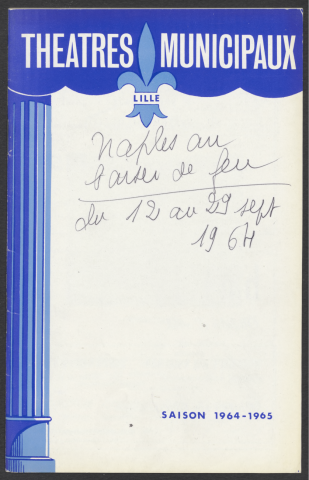 THEATRES MUNICIPAUX
LILLE
Naples au
baiser de feu
du 12 au 29 sept
1964
SAISON 1964-1965